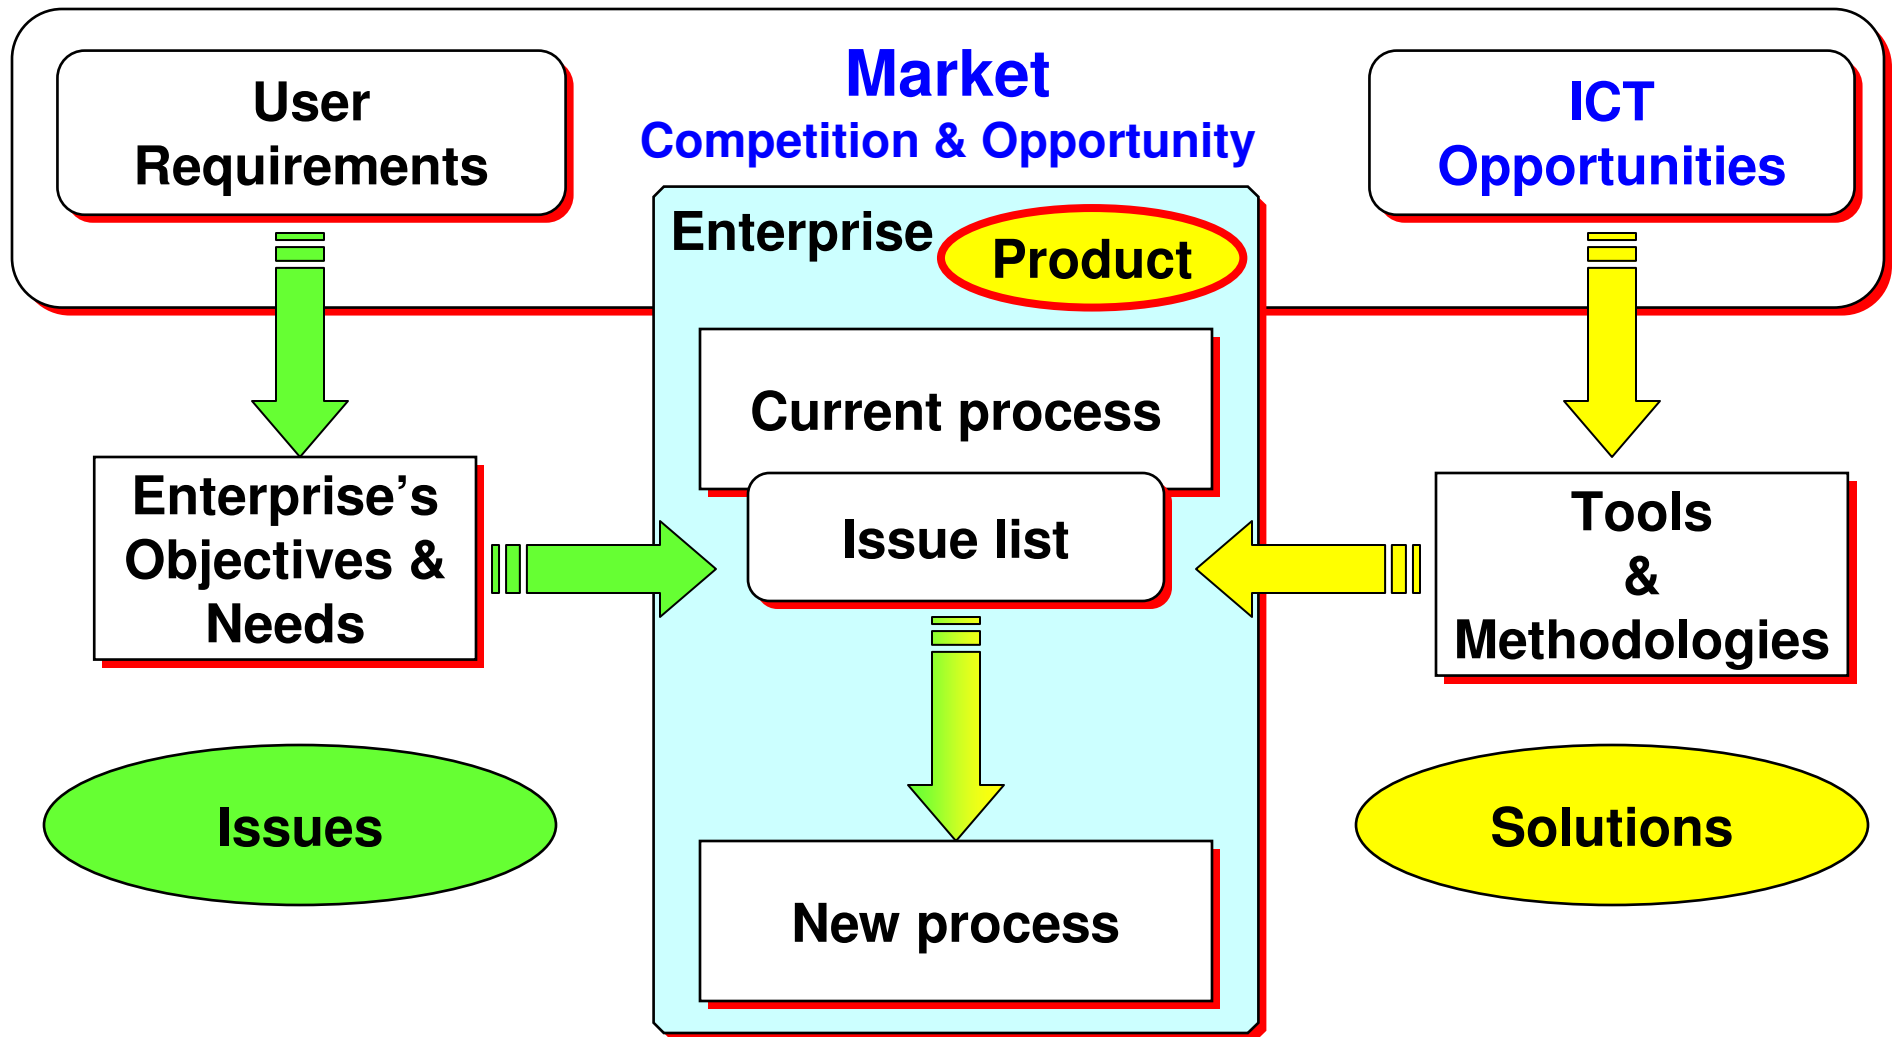 User
Requirements
Market
Competition & Opportunity
ICT
Opportunities
Enterprise
Product
Current process
Issue list
Enterprise’s
Objectives &
Needs
Tools
&
Methodologies
Issues
Solutions
New process